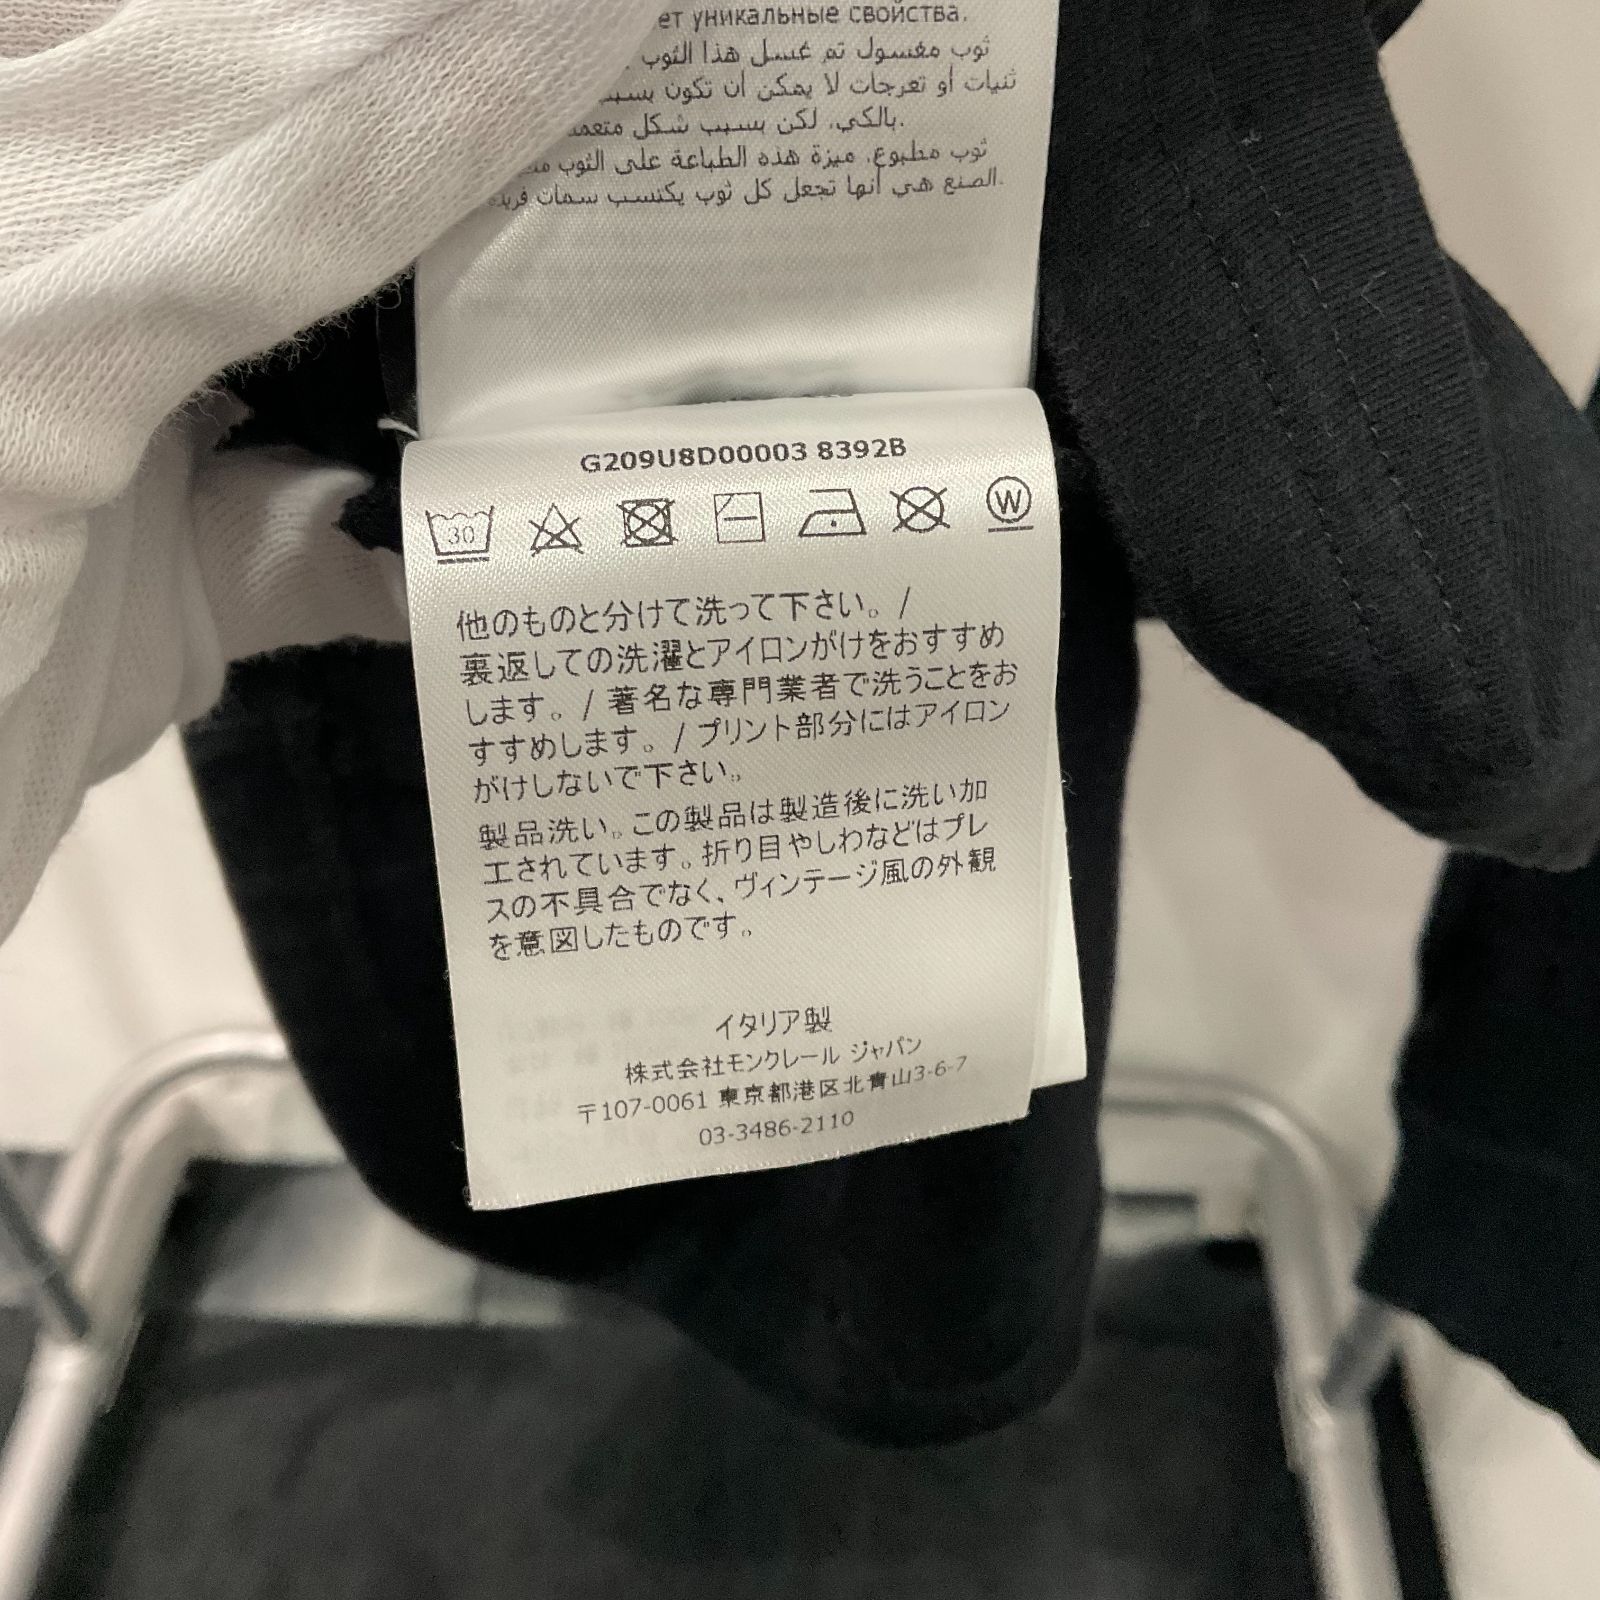 ет уникальные свойства.
ثوب مغسول تم غسل هذا الثوب
ثنيات أو تعرجات لا يمكن أن تكون
بالكي، لكن بسبب شكل
ثوب مطبوع. ميزة هذه الطباعة على الثوب
الصنع هي أنها تجعل كل ثوب يكتسب سمات
G209U8D00003 8392B
30
W
他のものと分けて洗って下さい。/
裏返しての洗濯とアイロンがけをおすすめ
します。/ 著名な専門業者で洗うことをお
すすめします。/ プリント部分にはアイロン
がけしないで下さい。
製品洗い。この製品は製造後に洗い加
工されています。折り目やしわなどはプレ
スの不具合でなく、ヴィンテージ風の外観
を意図したものです。
イタリア製
株式会社モンクレール ジャパン
〒107-0061 東京都港区北青山3-6-7
03-3486-2110